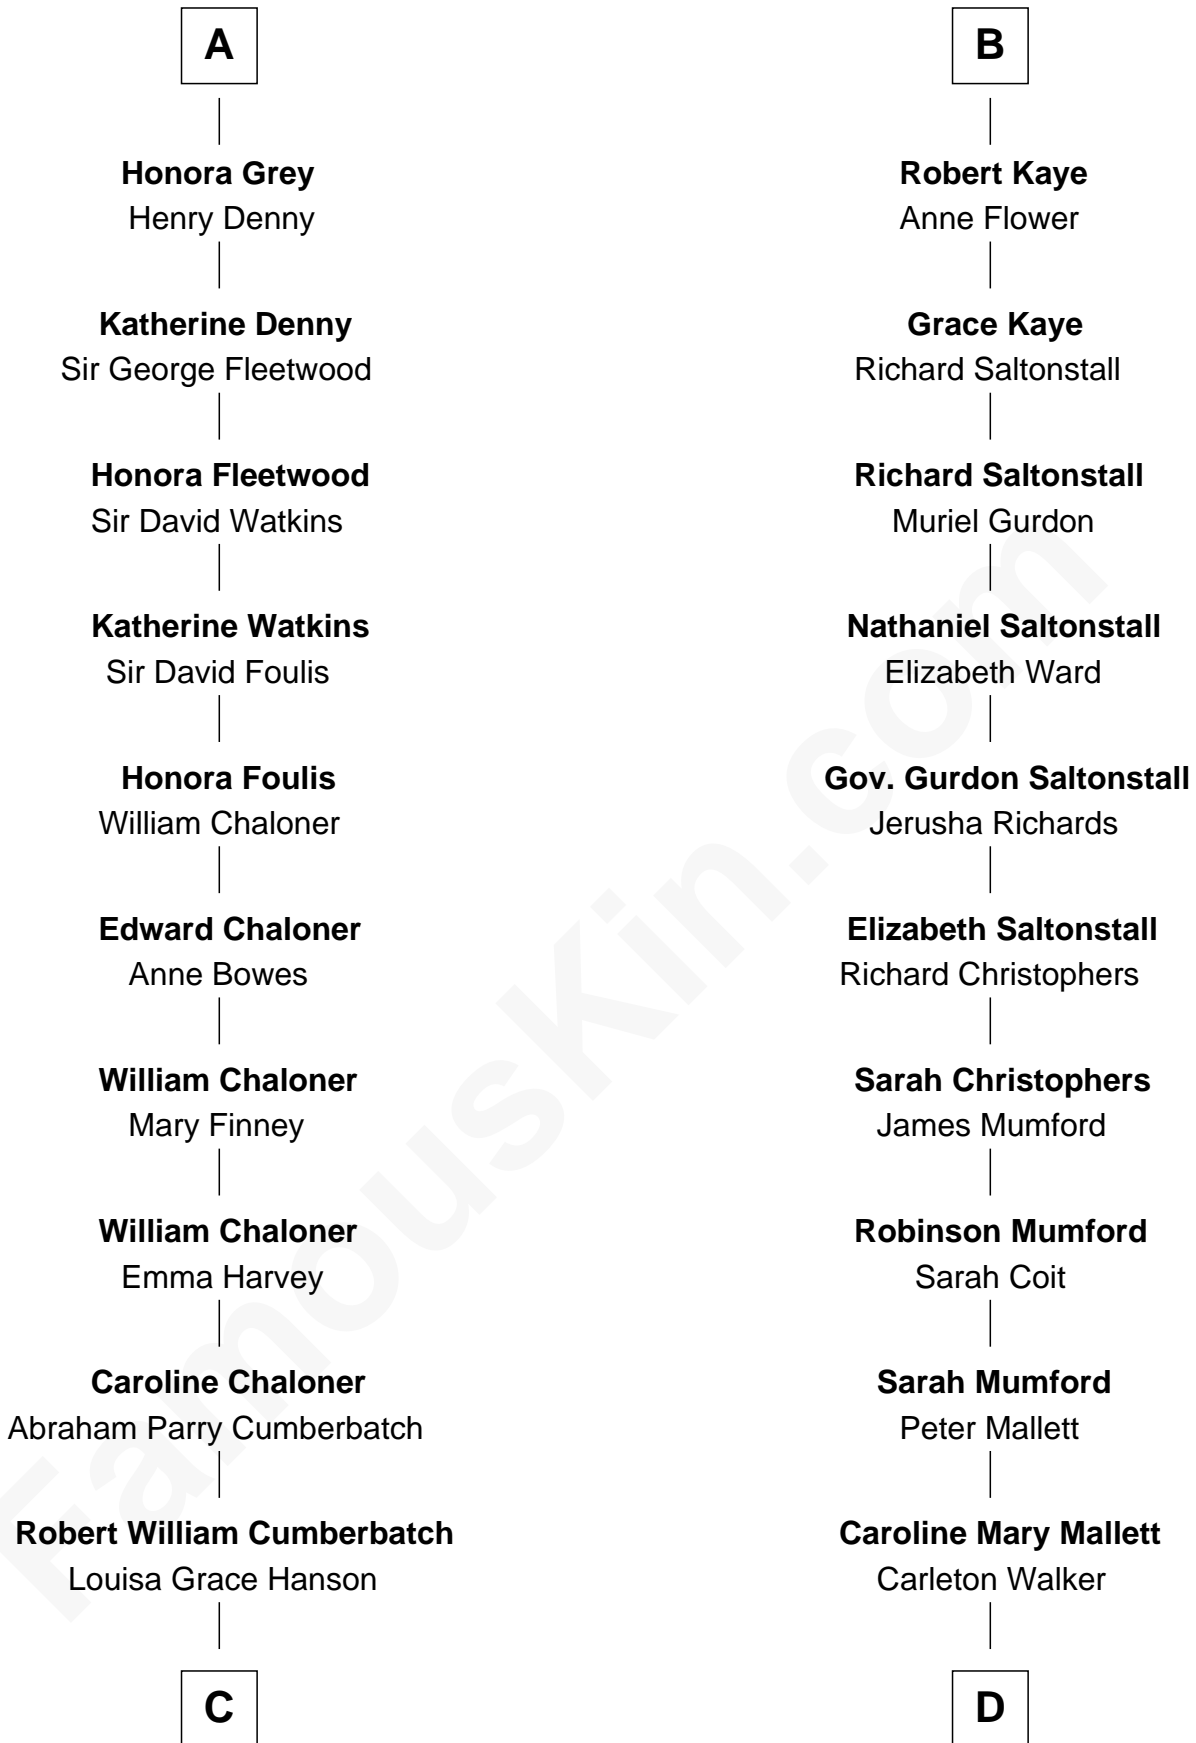 A
Honora Grey
Henry Denny
Katherine Denny
Sir George Fleetwood
Honora Fleetwood
Sir David Watkins
Katherine Watkins
Sir David Foulis
Honora Foulis
William Chaloner
Edward Chaloner
Anne Bowes
William Chaloner
Mary Finney
William Chaloner
Emma Harvey
Caroline Chaloner
Abraham Parry Cumberbatch
Robert William Cumberbatch
Louisa Grace Hanson
C
B
Robert Kaye
Anne Flower
Grace Kaye
Richard Saltonstall
Richard Saltonstall
Muriel Gurdon
Nathaniel Saltonstall
Elizabeth Ward
Gov. Gurdon Saltonstall
Jerusha Richards
Elizabeth Saltonstall
Richard Christophers
Sarah Christophers
James Mumford
Robinson Mumford
Sarah Coit
Sarah Mumford
Peter Mallett
Caroline Mary Mallett
Carleton Walker
D
FamousKin.com